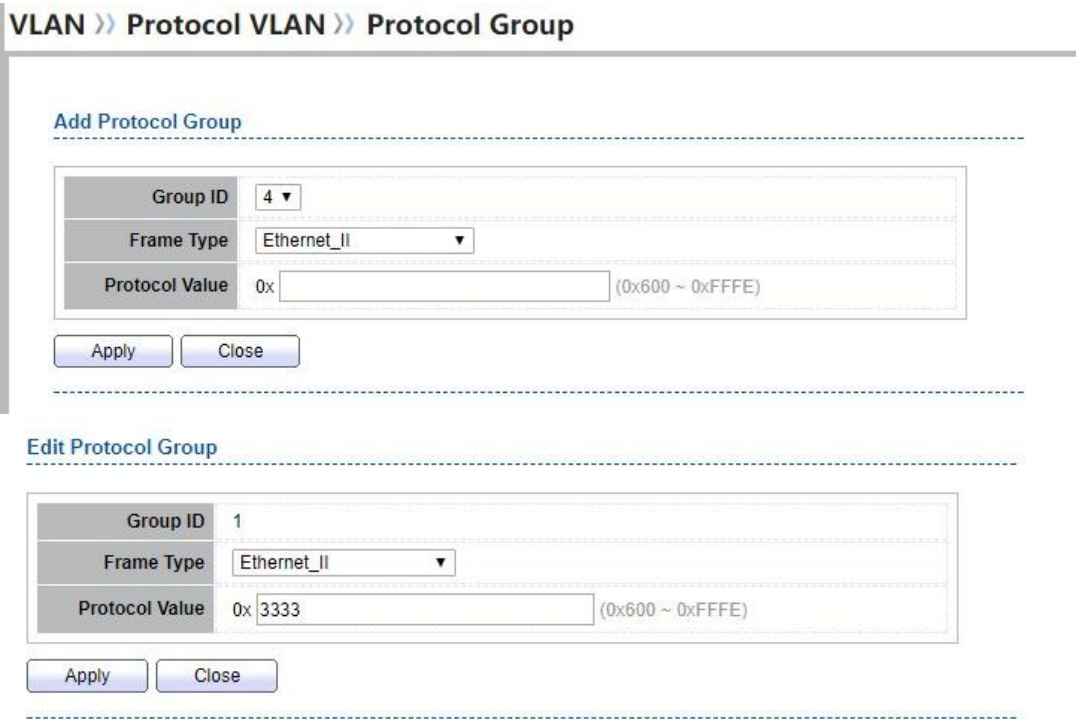 VLAN 》 Protocol VLAN 》 Protocol Group
Add Protocol Group
Group ID 4
Frame Type Ethernet_II
Protocol Value 0x (0x600 ~ 0xFFFE)
Apply Close
Edit Protocol Group
Group ID 1
Frame Type Ethernet_II
Protocol Value 0x 3333 (0x600 ~ 0xFFFE)
Apply Close